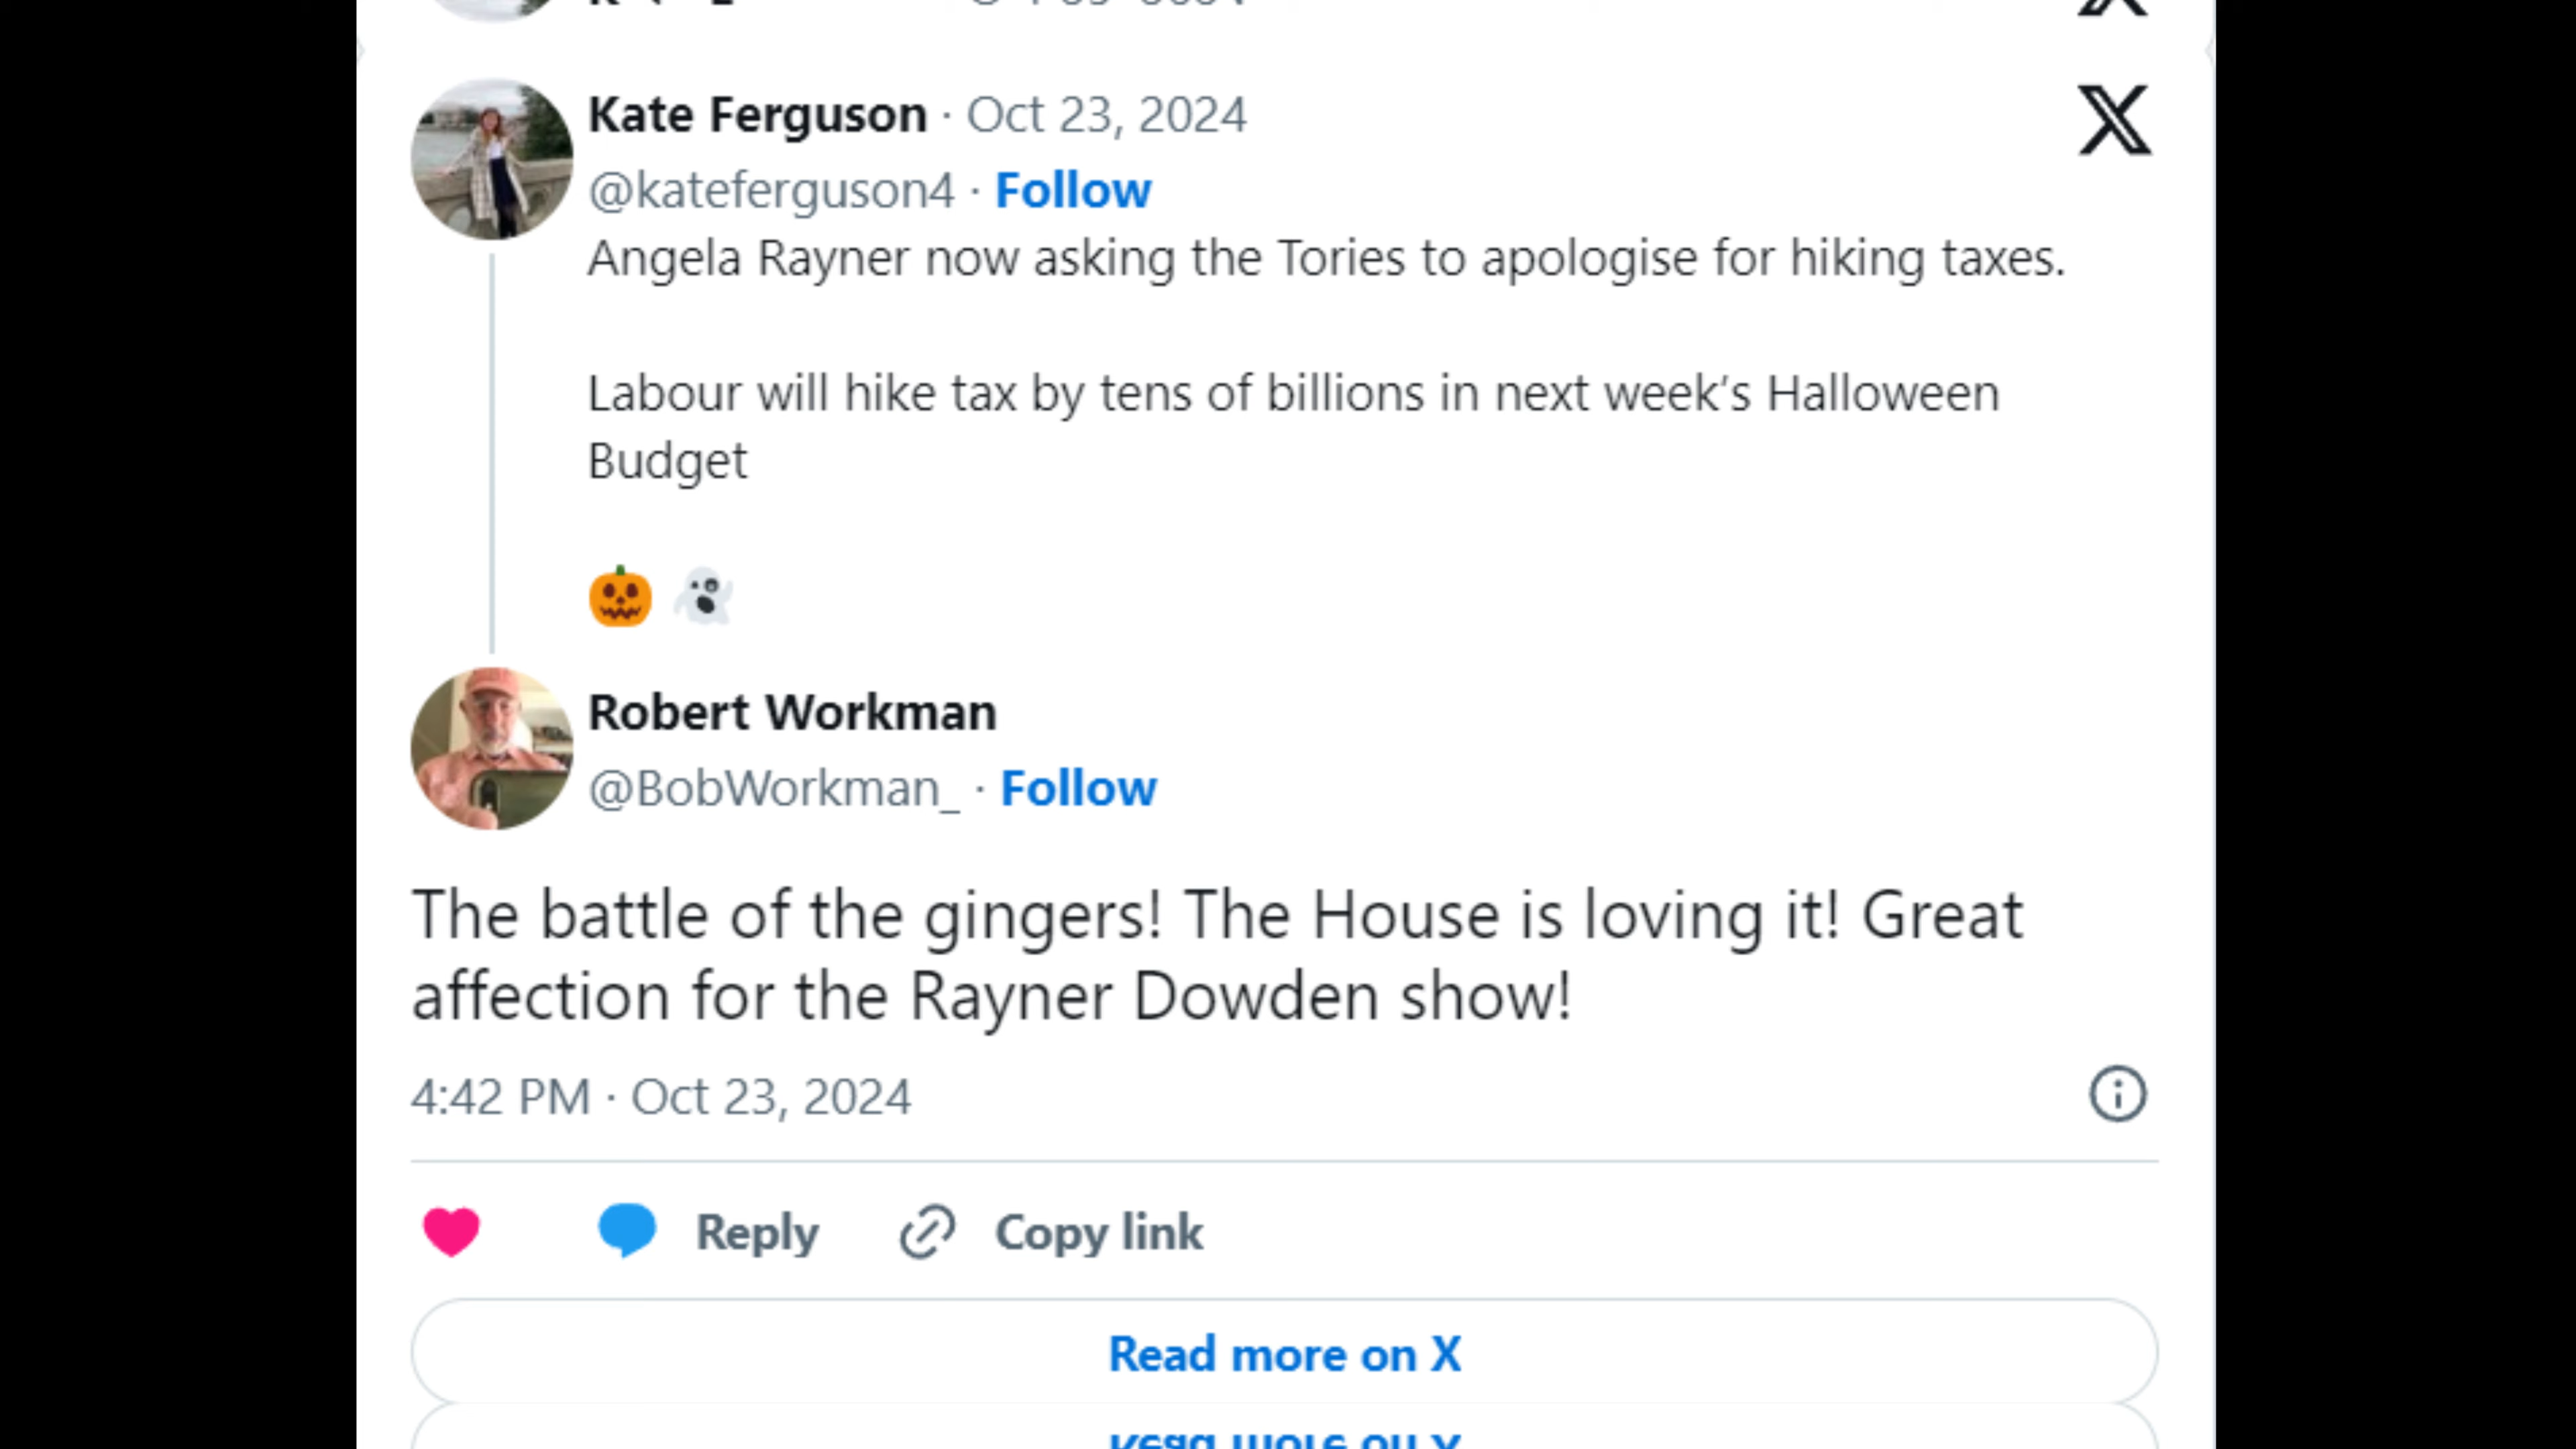 Kate Ferguson · Oct 23, 2024
@kateferguson4 · Follow
Angela Rayner now asking the Tories to apologise for hiking taxes.
Labour will hike tax by tens of billions in next week’s Halloween
Budget
🎃 👻
Robert Workman
@BobWorkman_ · Follow
The battle of the gingers! The House is loving it! Great
affection for the Rayner Dowden show!
4:42 PM · Oct 23, 2024
Reply
Copy link
Read more on X